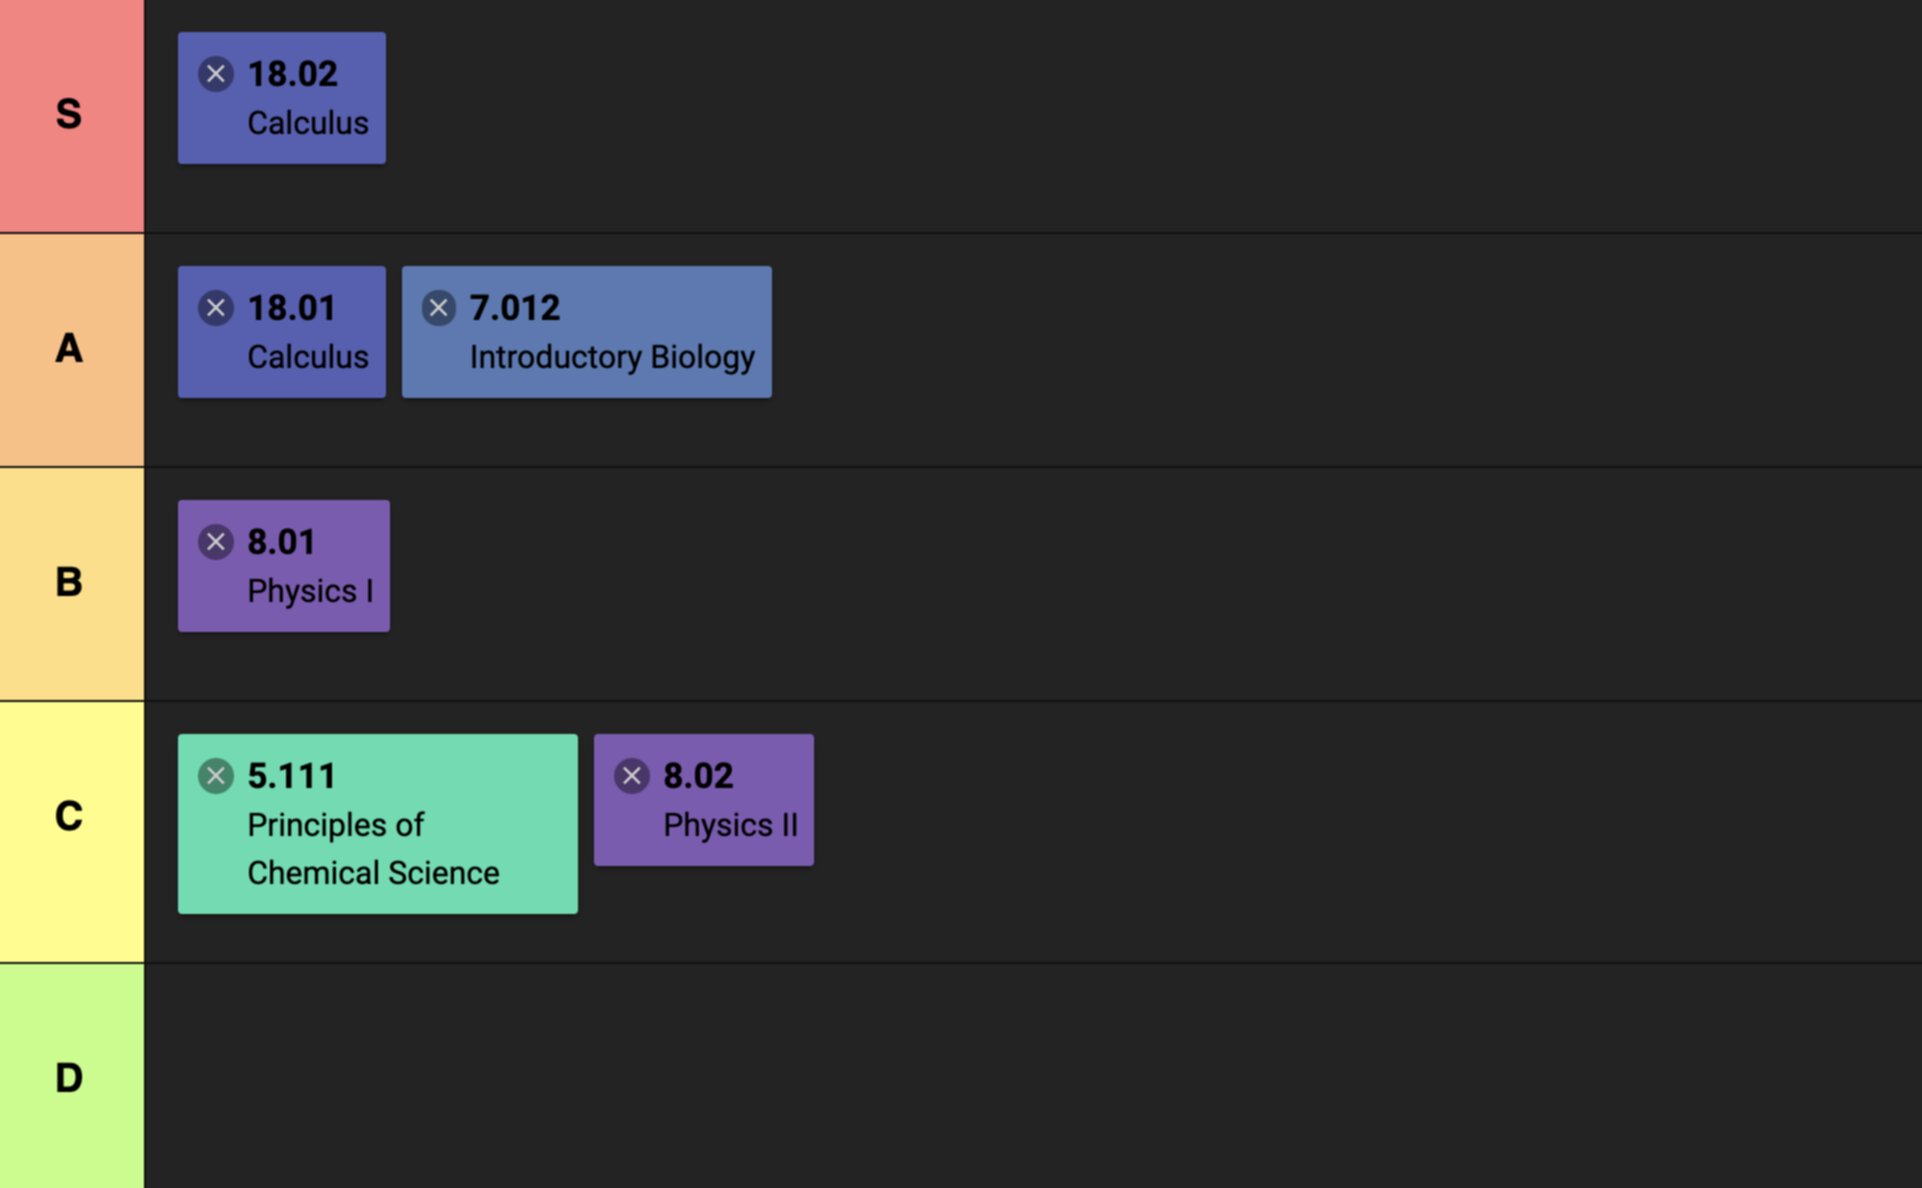 S
18.02
Calculus
A
18.01
Calculus
7.012
Introductory Biology
B
8.01
Physics I
C
5.111
Principles of
Chemical Science
8.02
Physics II
D